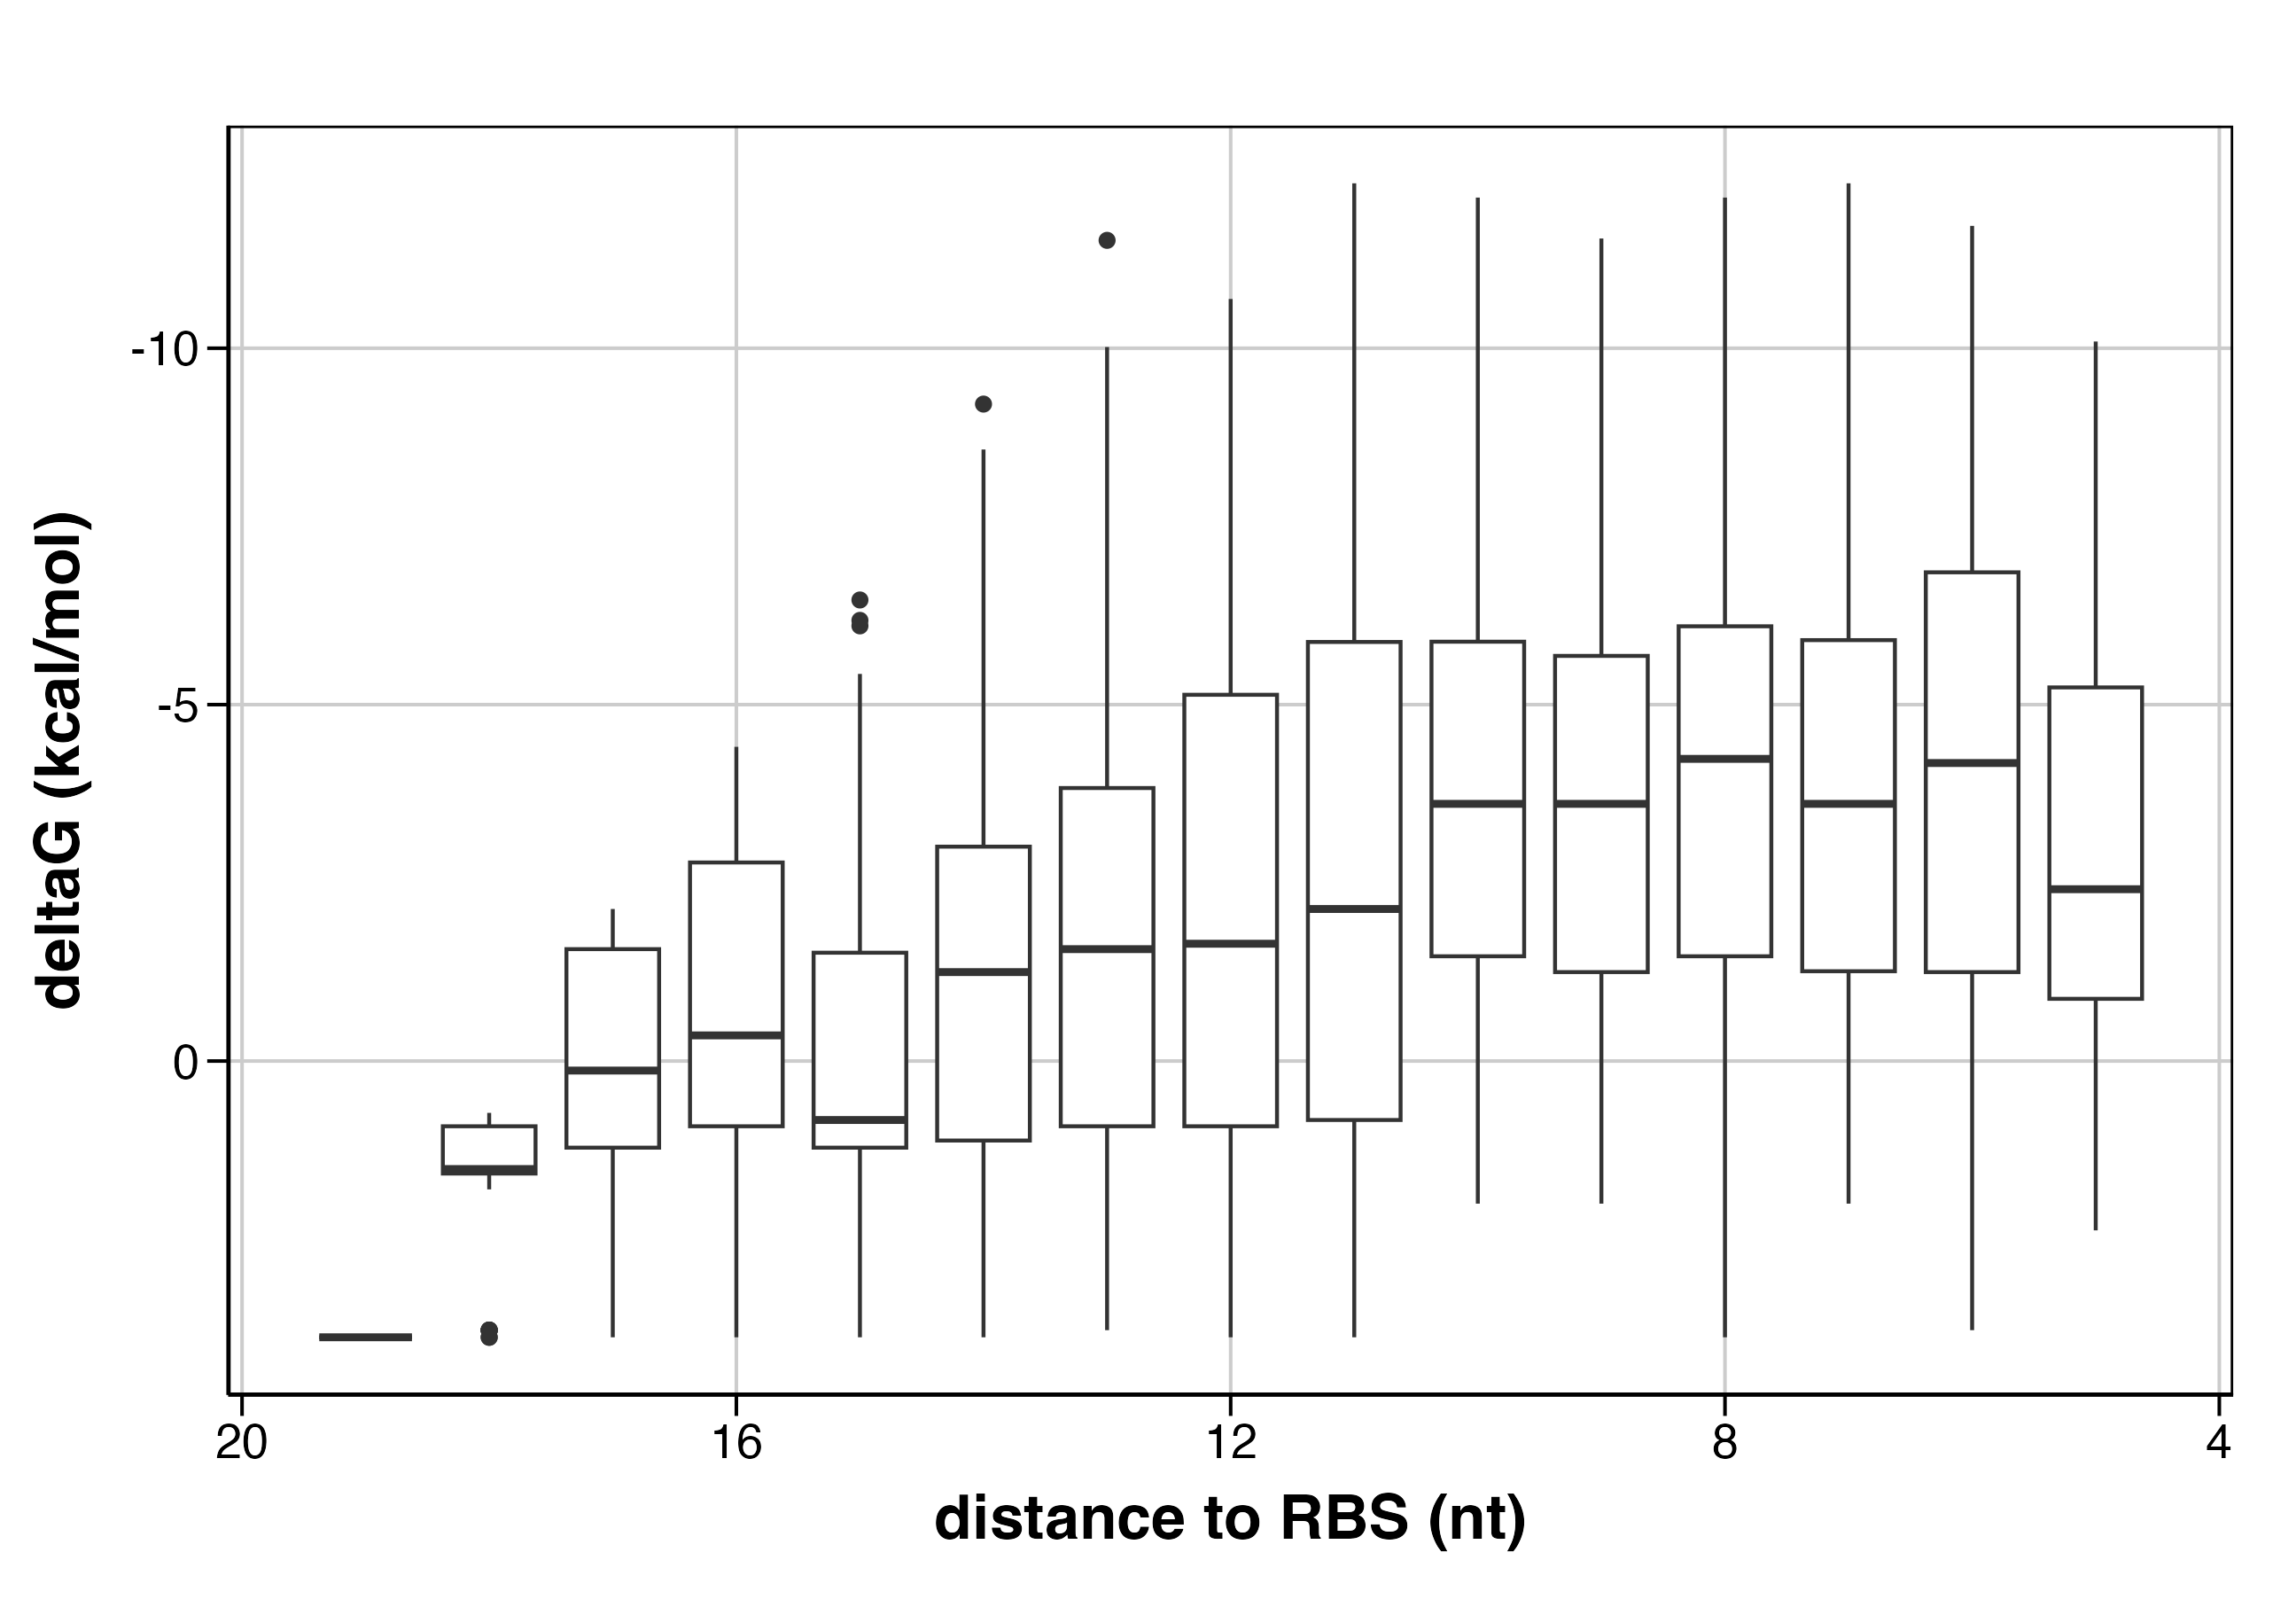 deltaG (kcal/mol)
-10
-5
0
20 16 12 8 4
distance to RBS (nt)